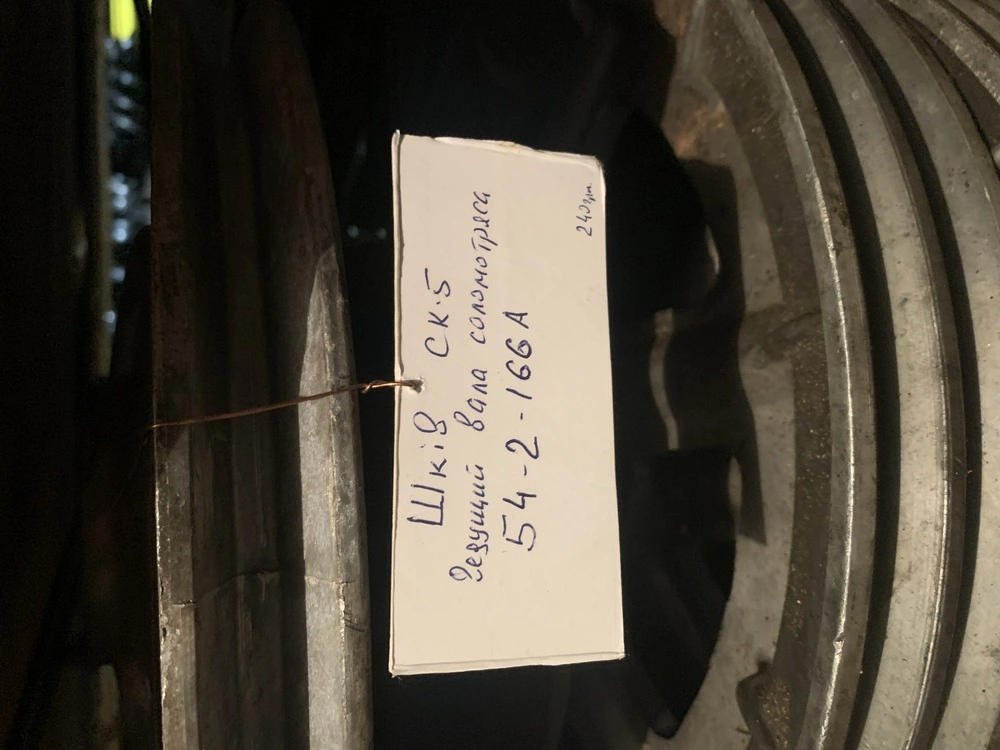 Шків СК-5
Ведущий вала соломотряса
54-2-166А
240грн.